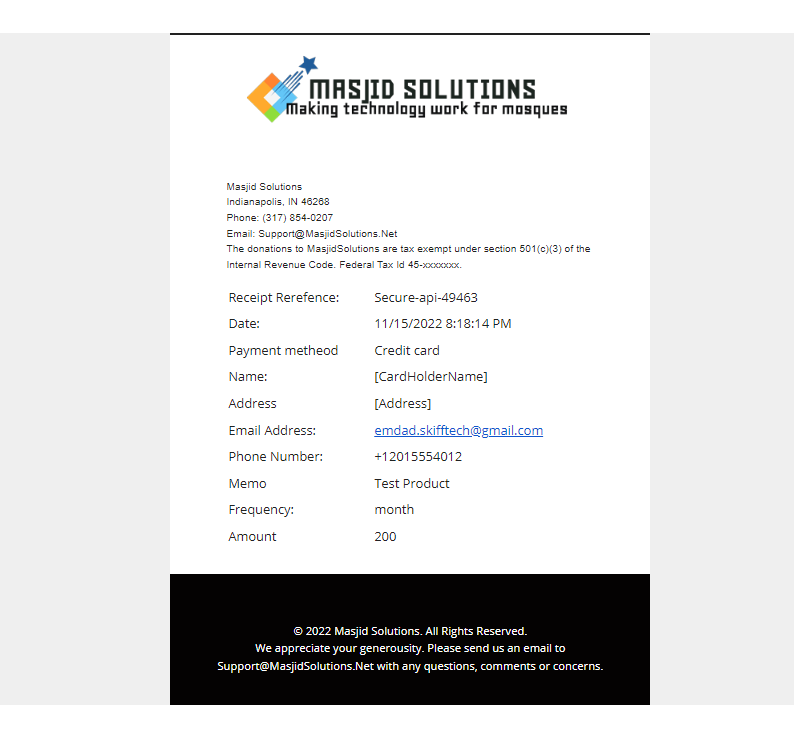 MASJID SOLUTIONS
Making technology work for mosques
Masjid Solutions
Indianapolis, IN 46268
Phone: (317) 854-0207
Email: Support@MasjidSolutions.Net
The donations to MasjidSolutions are tax exempt under section 501(c)(3) of the
Internal Revenue Code. Federal Tax Id 45-xxxxxxx.
Receipt Rerefence: Secure-api-49463
Date: 11/15/2022 8:18:14 PM
Payment metheod Credit card
Name: [CardHolderName]
Address [Address]
Email Address: emdad.skifftech@gmail.com
Phone Number: +12015554012
Memo Test Product
Frequency: month
Amount 200
© 2022 Masjid Solutions. All Rights Reserved.
We appreciate your generousity. Please send us an email to
Support@MasjidSolutions.Net with any questions, comments or concerns.